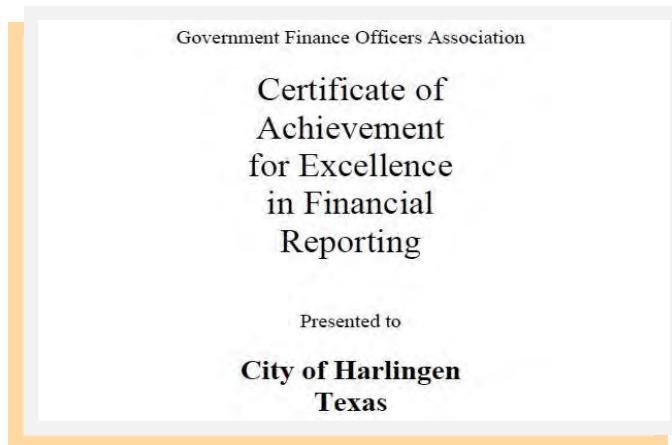 Government Finance Officers Association
Certificate of
Achievement
for Excellence
in Financial
Reporting
Presented to
City of Harlingen
Texas